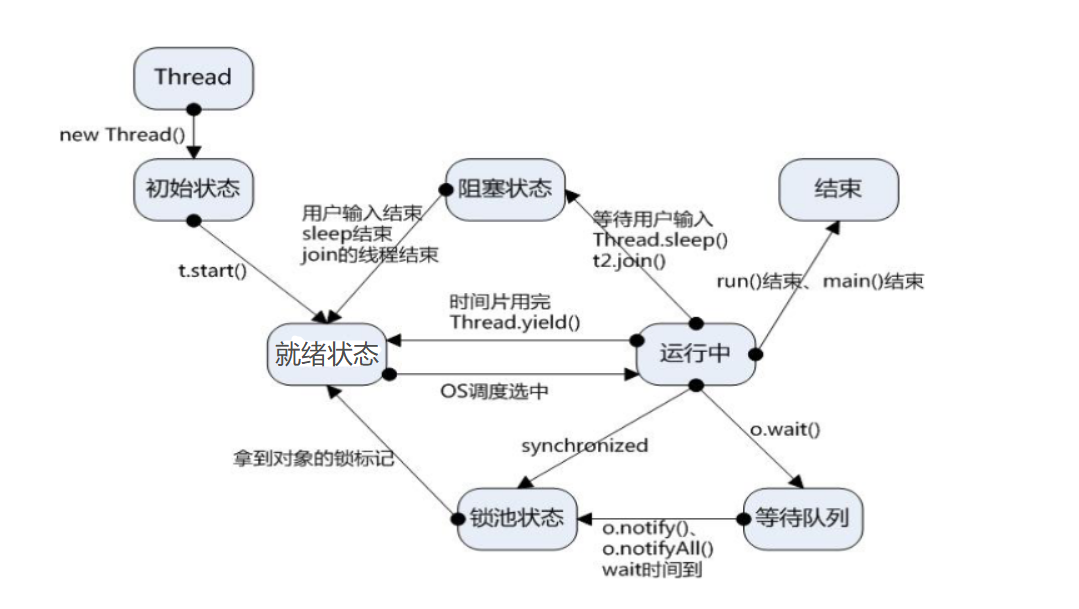 Thread
new Thread()
初始状态
阻塞状态
结束
用户输入结束
sleep结束
join的线程结束
等待用户输入
Thread.sleep()
t2.join()
t.start()
run()结束、main()结束
时间片用完
Thread.yield()
就绪状态
运行中
OS调度选中
o.wait()
synchronized
拿到对象的锁标记
锁池状态
等待队列
o.notify()、
o.notifyAll()
wait时间到